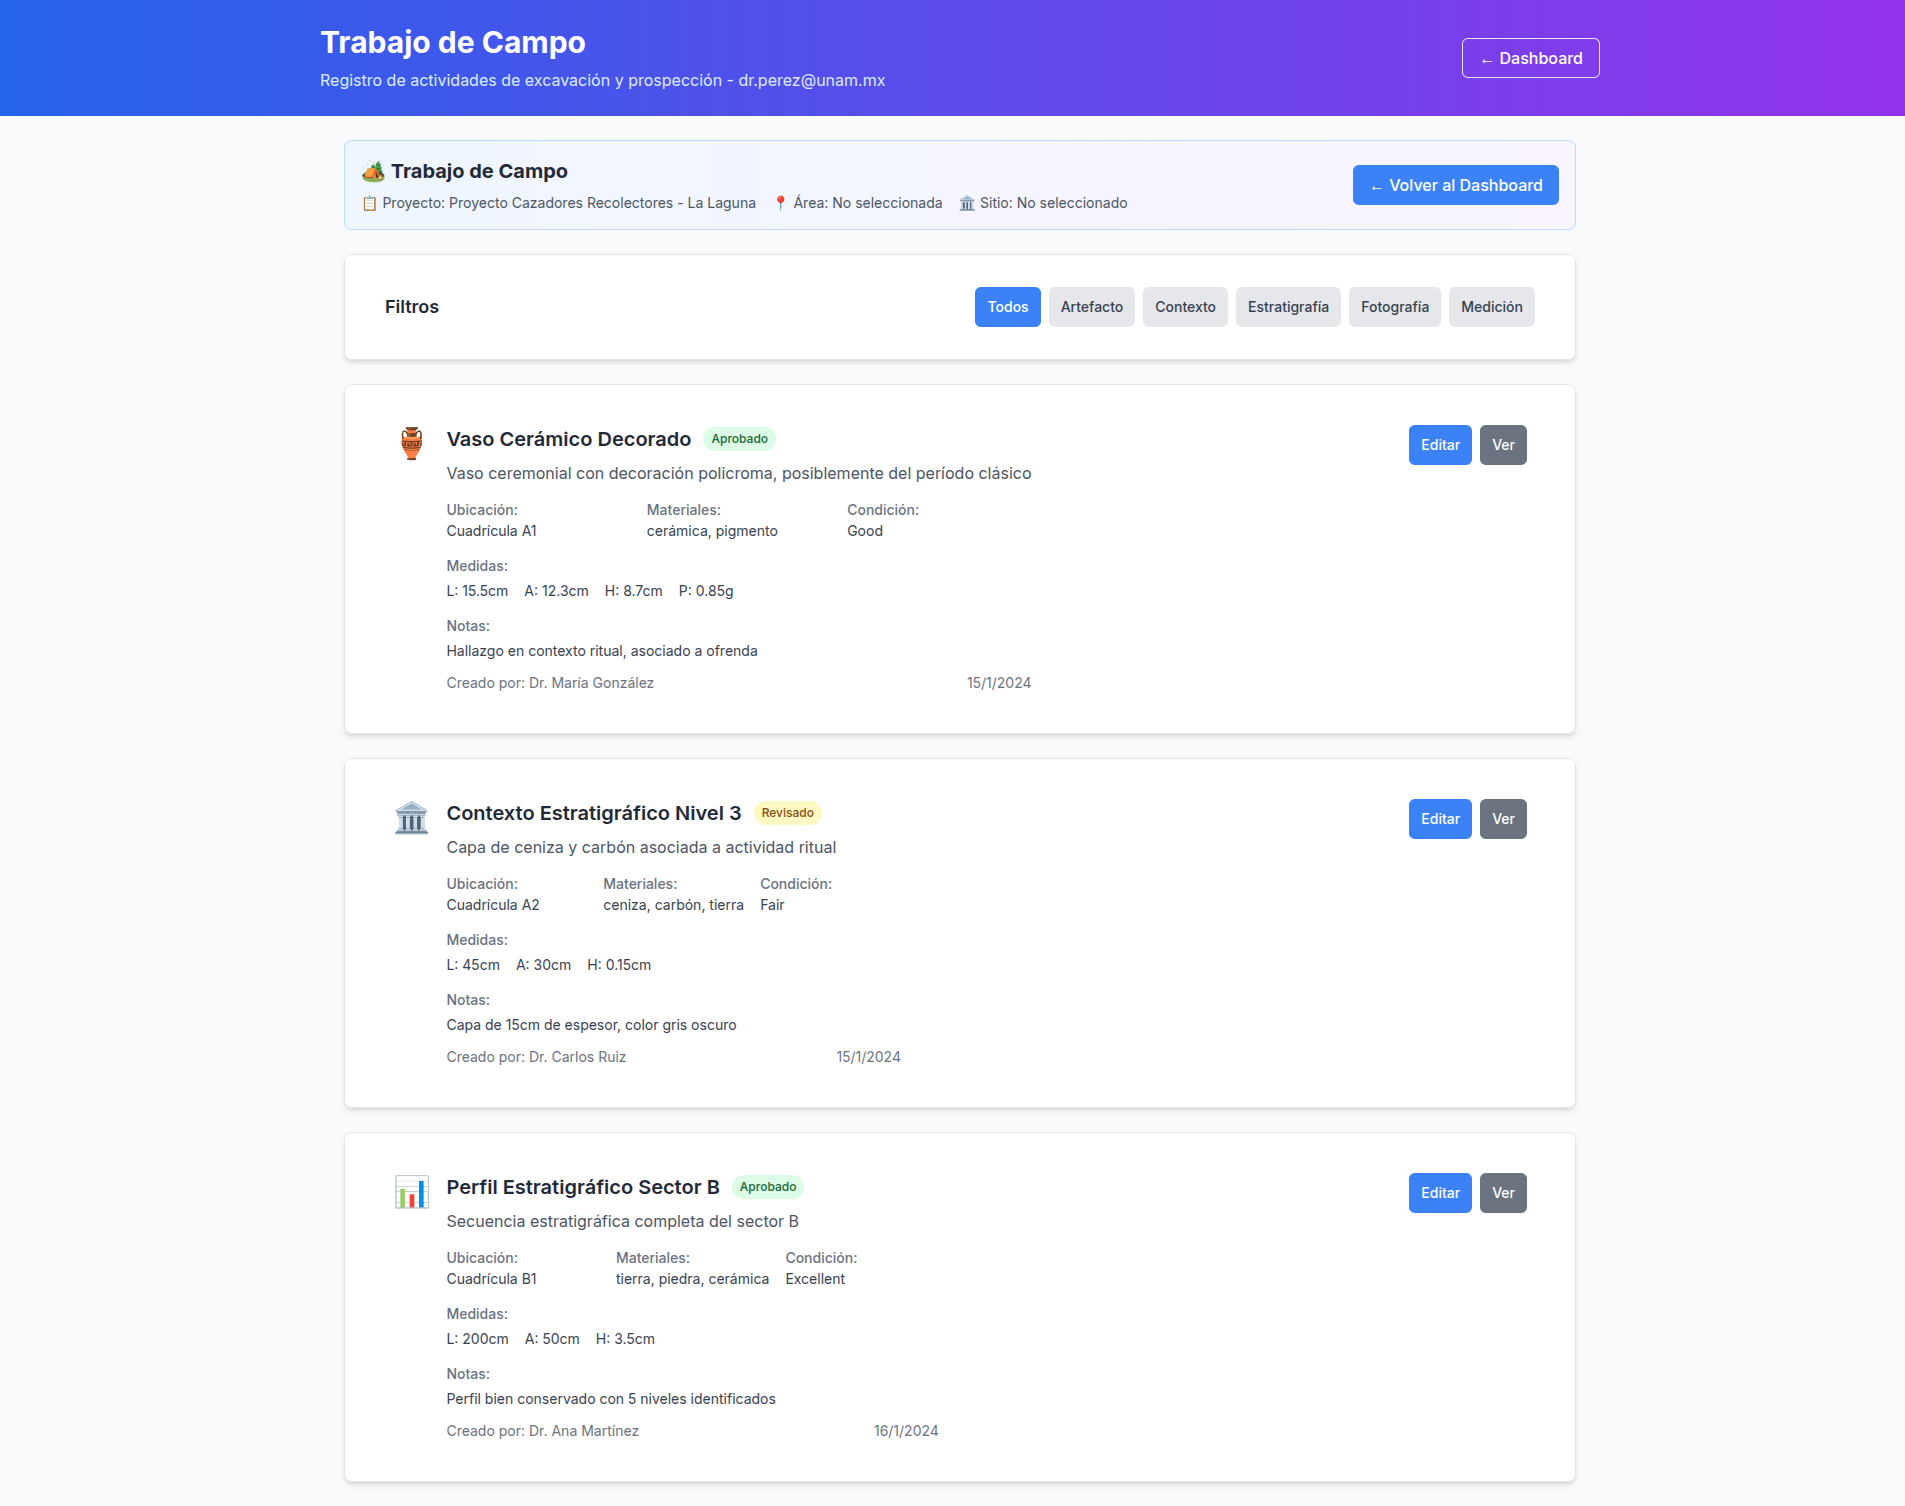 Trabajo de Campo
Registro de actividades de excavación y prospección - dr.perez@unam.mx
← Dashboard
Trabajo de Campo
Proyecto: Proyecto Cazadores Recolectores - La Laguna Área: No seleccionada Sitio: No seleccionado
← Volver al Dashboard
Filtros
Todos Artefacto Contexto Estratigrafía Fotografía Medición
Vaso Cerámico Decorado Aprobado
Editar Ver
Vaso ceremonial con decoración policroma, posiblemente del período clásico
Ubicación: Materiales: Condición:
Cuadrícula A1 cerámica, pigmento Good
Medidas:
L: 15.5cm A: 12.3cm H: 8.7cm P: 0.85g
Notas:
Hallazgo en contexto ritual, asociado a ofrenda
Creado por: Dr. María González 15/1/2024
Contexto Estratigráfico Nivel 3 Revisado
Editar Ver
Capa de ceniza y carbón asociada a actividad ritual
Ubicación: Materiales: Condición:
Cuadrícula A2 ceniza, carbón, tierra Fair
Medidas:
L: 45cm A: 30cm H: 0.15cm
Notas:
Capa de 15cm de espesor, color gris oscuro
Creado por: Dr. Carlos Ruiz 15/1/2024
Perfil Estratigráfico Sector B Aprobado
Editar Ver
Secuencia estratigráfica completa del sector B
Ubicación: Materiales: Condición:
Cuadrícula B1 tierra, piedra, cerámica Excellent
Medidas:
L: 200cm A: 50cm H: 3.5cm
Notas:
Perfil bien conservado con 5 niveles identificados
Creado por: Dr. Ana Martínez 16/1/2024